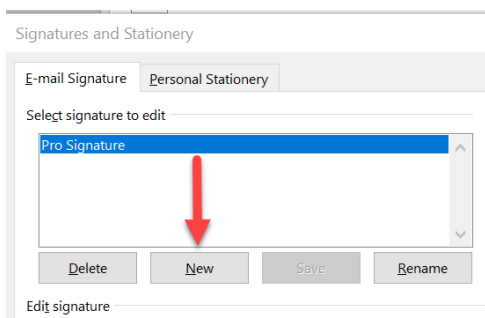 Signatures and Stationery
E-mail Signature Personal Stationery
Select signature to edit
Pro Signature
Delete New Save Rename
Edit signature